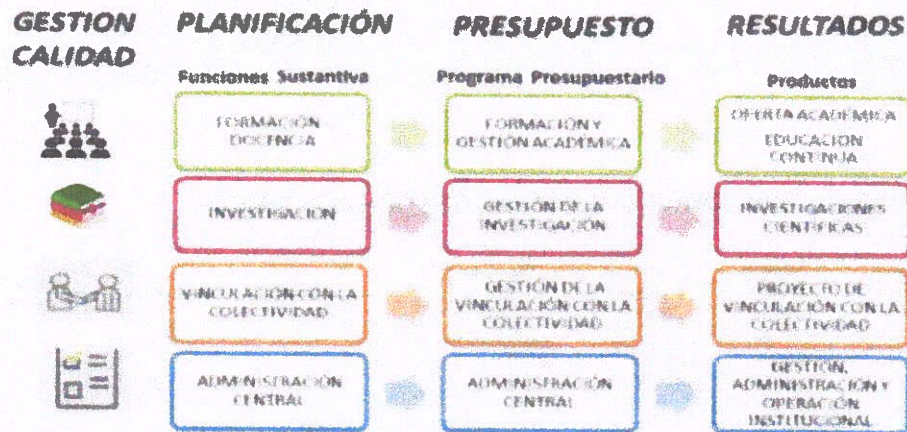 GESTION
CALIDAD
PLANIFICACIÓN
PRESUPUESTO
RESULTADOS
Funciones Sustantiva
Programa Presupuestario
Productos
FORMACIÓN
DOCENCIA
FORMACIÓN Y
GESTIÓN ACADÉMICA
OFERTA ACADÉMICA
EDUCACIÓN
CONTINUA
INVESTIGACIÓN
GESTIÓN DE LA
INVESTIGACIÓN
INVESTIGACIONES
CIENTÍFICAS
VINCULACIÓN CON LA
COLECTIVIDAD
GESTIÓN DE LA
VINCULACIÓN CON LA
COLECTIVIDAD
PROYECTO DE
VINCULACIÓN CON LA
COLECTIVIDAD
ADMINISTRACIÓN
CENTRAL
ADMINISTRACIÓN
CENTRAL
GESTIÓN,
ADMINISTRACIÓN Y
OPERACIÓN
INSTITUCIONAL